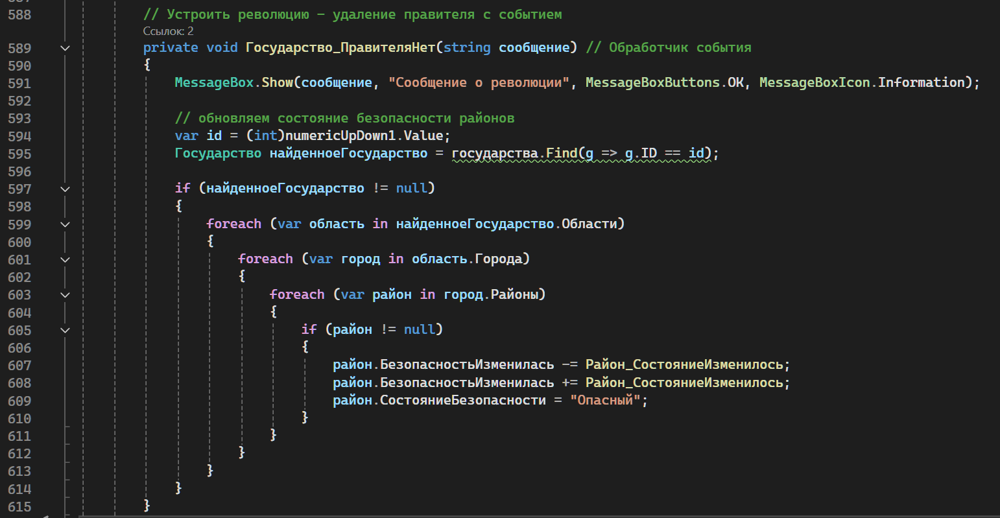 588 // Устроить революцию - удаление правителя с событием
Ссылок: 2
589 private void Государство_ПравителяНет(string сообщение) // Обработчик события
590 {
591 MessageBox.Show(сообщение, "Сообщение о революции", MessageBoxButtons.OK, MessageBoxIcon.Information);
592
593 // обновляем состояние безопасности районов
594 var id = (int)numericUpDown1.Value;
595 Государство найденноеГосударство = государства.Find(g => g.ID == id);
596
597 if (найденноеГосударство != null)
598 {
599 foreach (var область in найденноеГосударство.Области)
600 {
601 foreach (var город in область.Города)
602 {
603 foreach (var район in город.Районы)
604 {
605 if (район != null)
606 {
607 район.БезопасностьИзменилась -= Район_СостояниеИзменилось;
608 район.БезопасностьИзменилась += Район_СостояниеИзменилось;
609 район.СостояниеБезопасности = "Опасный";
610 }
611 }
612 }
613 }
614 }
615 }